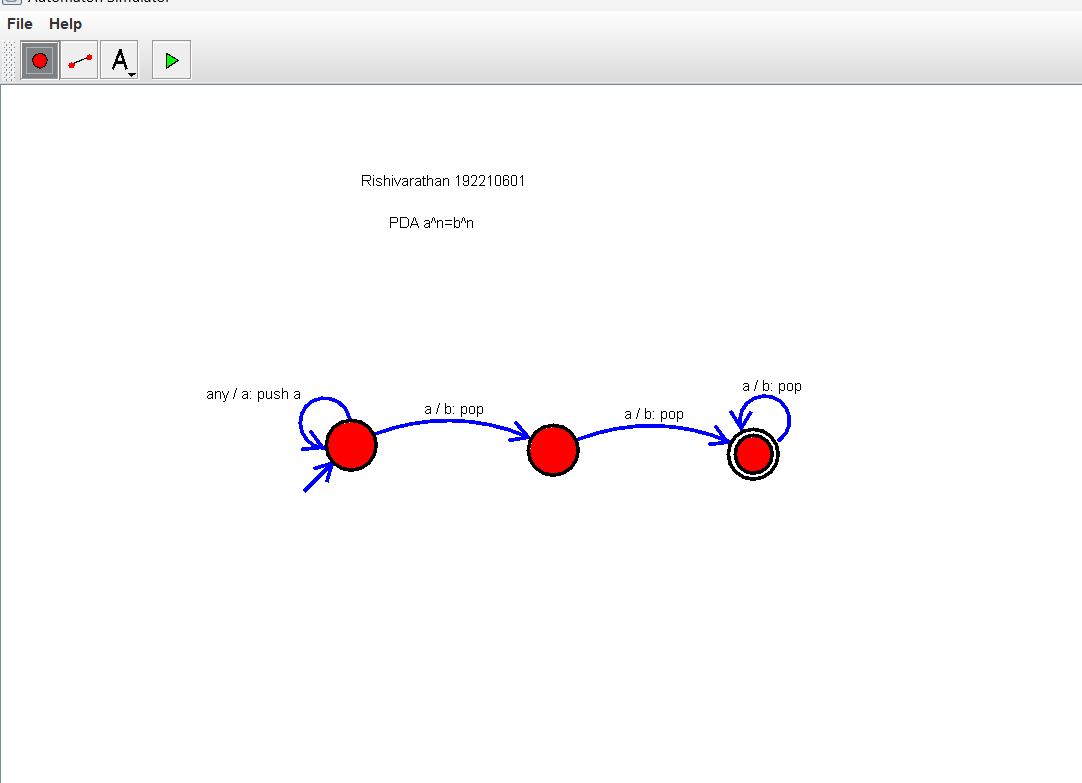 Automaton Simulator
File Help
A
Rishivarathan 192210601
PDA a^n=b^n
any / a: push a
a / b: pop
a / b: pop
a / b: pop